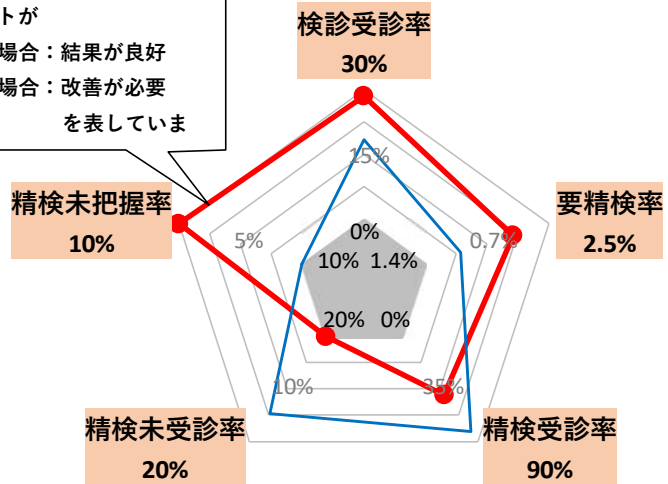 トが
場合：結果が良好
場合：改善が必要
を表していま
検診受診率
30%
精検未把握率
10%
要精検率
2.5%
15%
5%
0.7%
0%
10%
1.4%
20%
0%
10%
35%
精検未受診率
20%
精検受診率
90%